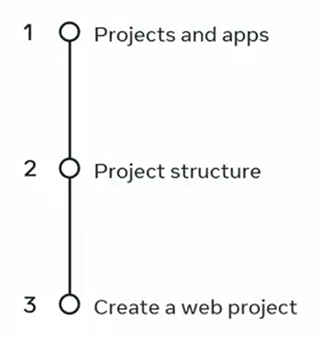 1 Projects and apps
2 Project structure
3 Create a web project